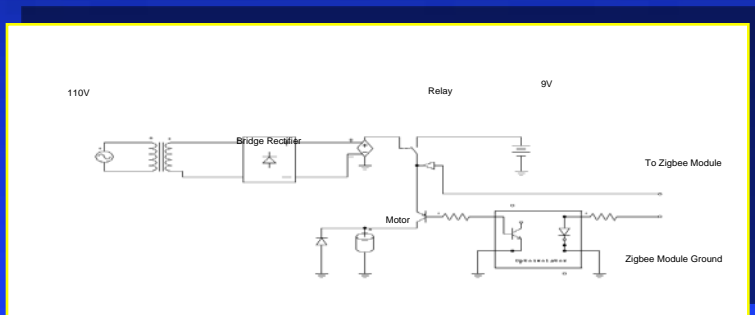 110V
Relay
9V
Bridge Rectifier
To Zigbee Module
Motor
Zigbee Module Ground